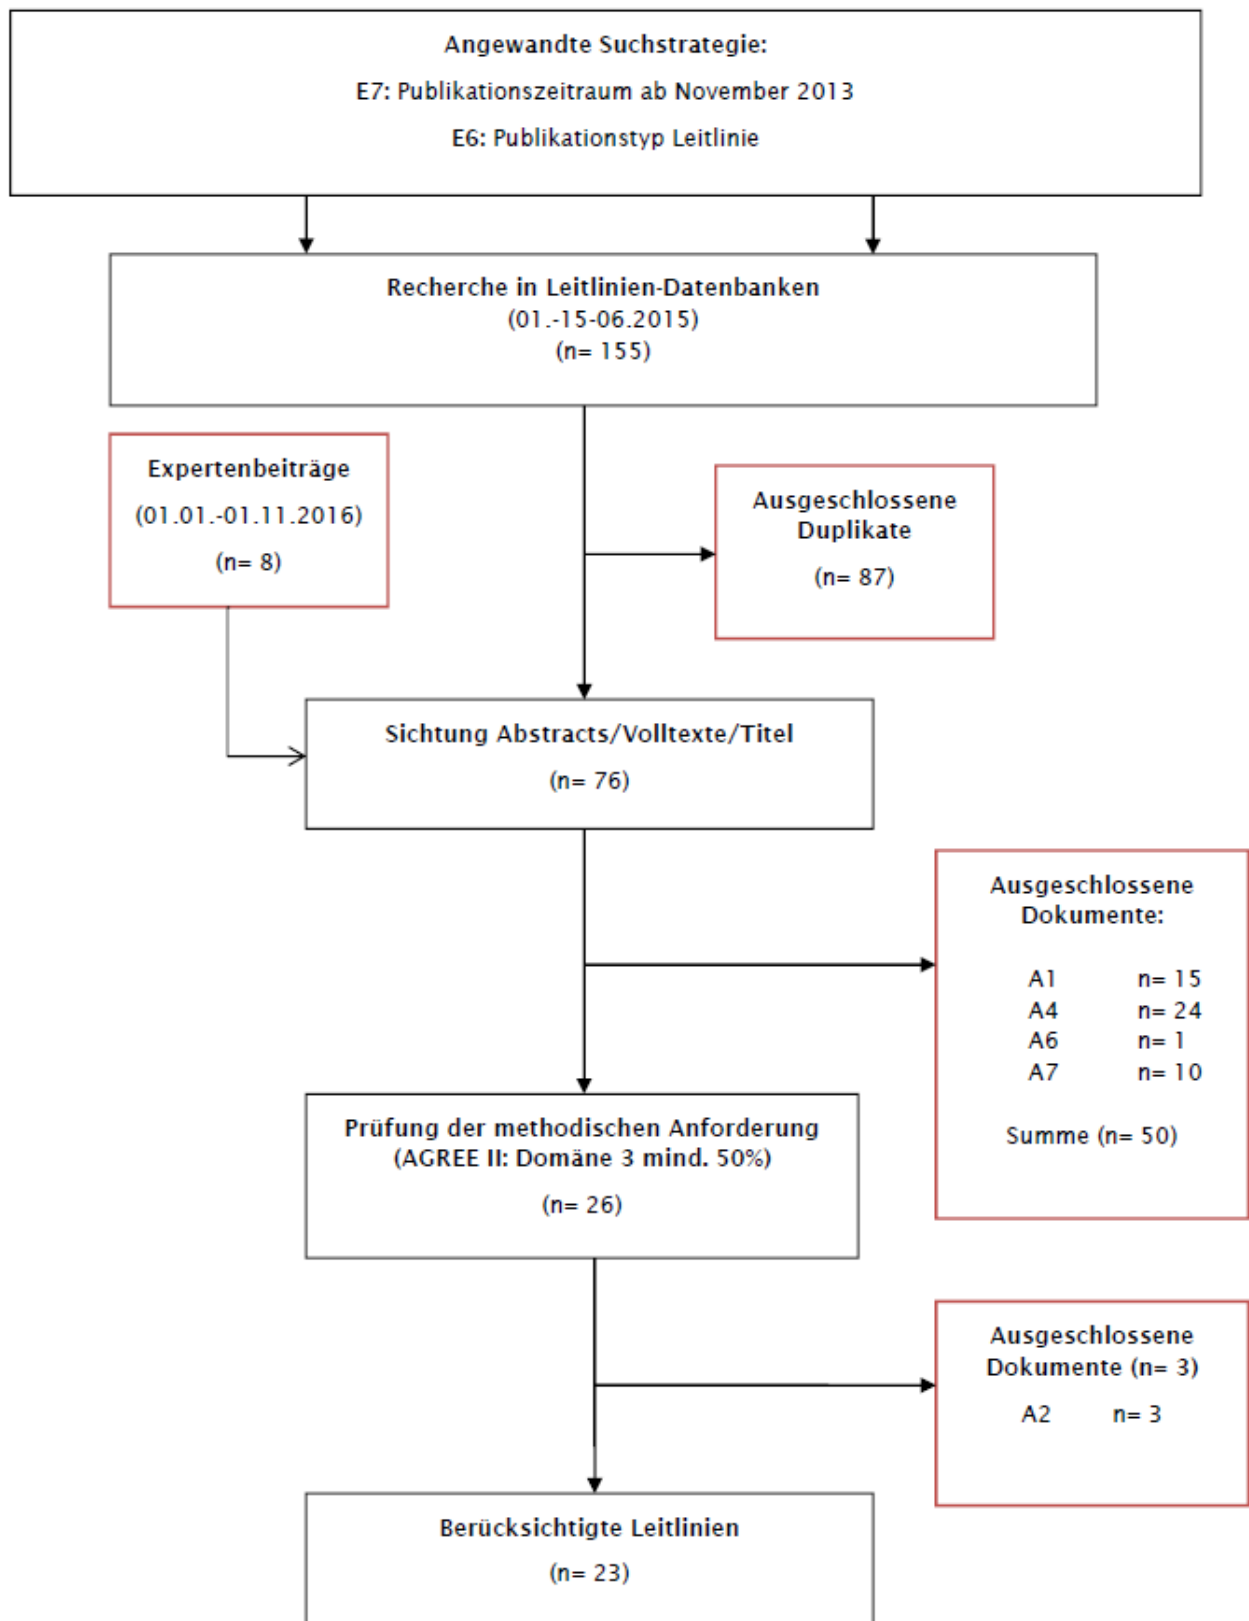 Angewandte Suchstrategie:
E7: Publikationszeitraum ab November 2013
E6: Publikationstyp Leitlinie
Recherche in Leitlinien-Datenbanken
(01.-15-06.2015)
(n= 155)
Expertenbeiträge
(01.01.-01.11.2016)
(n= 8)
Ausgeschlossene
Duplikate
(n= 87)
Sichtung Abstracts/Volltexte/Titel
(n= 76)
Ausgeschlossene
Dokumente:
A1 n= 15
A4 n= 24
A6 n= 1
A7 n= 10
Summe (n= 50)
Prüfung der methodischen Anforderung
(AGREE II: Domäne 3 mind. 50%)
(n= 26)
Ausgeschlossene
Dokumente (n= 3)
A2 n= 3
Berücksichtigte Leitlinien
(n= 23)